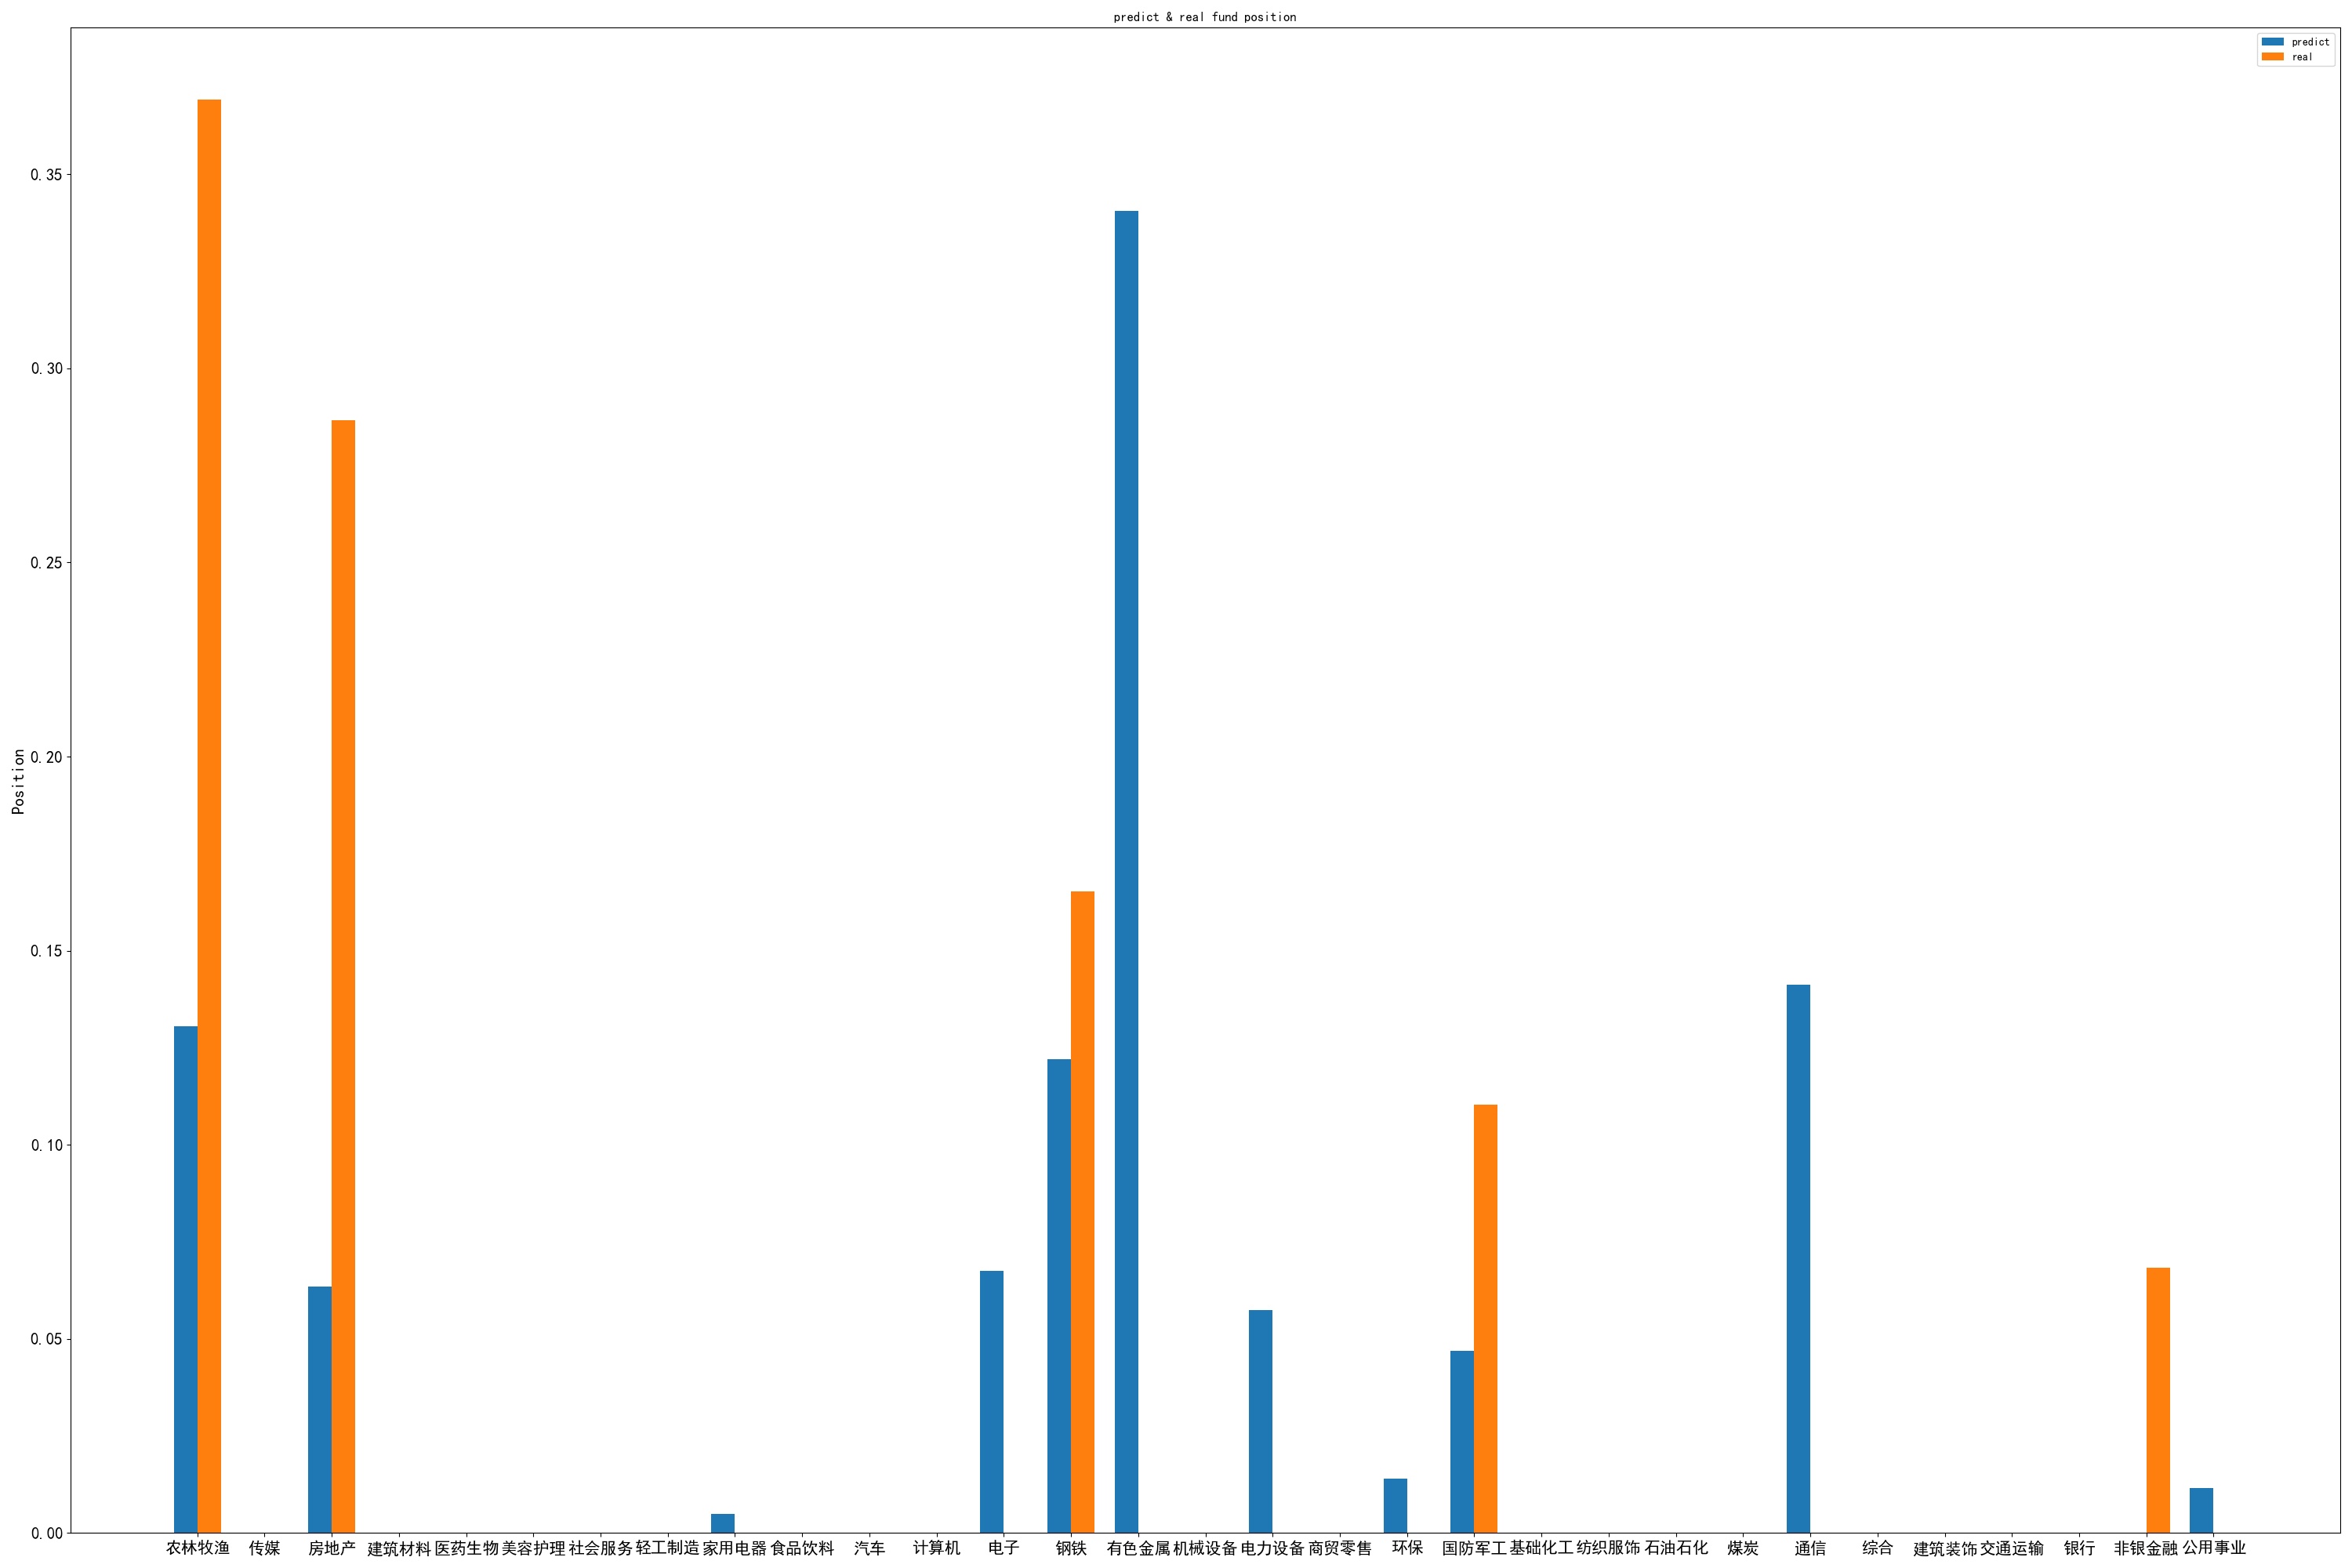 predict & real fund position
predict
real
Position
0.35
0.30
0.25
0.20
0.15
0.10
0.05
0.00
农林牧渔 传媒 房地产 建筑材料 医药生物 美容护理 社会服务 轻工制造 家用电器 食品饮料 汽车 计算机 电子 钢铁 有色金属 机械设备 电力设备 商贸零售 环保 国防军工 基础化工 纺织服饰 石油石化 煤炭 通信 综合 建筑装饰 交通运输 银行 非银金融 公用事业